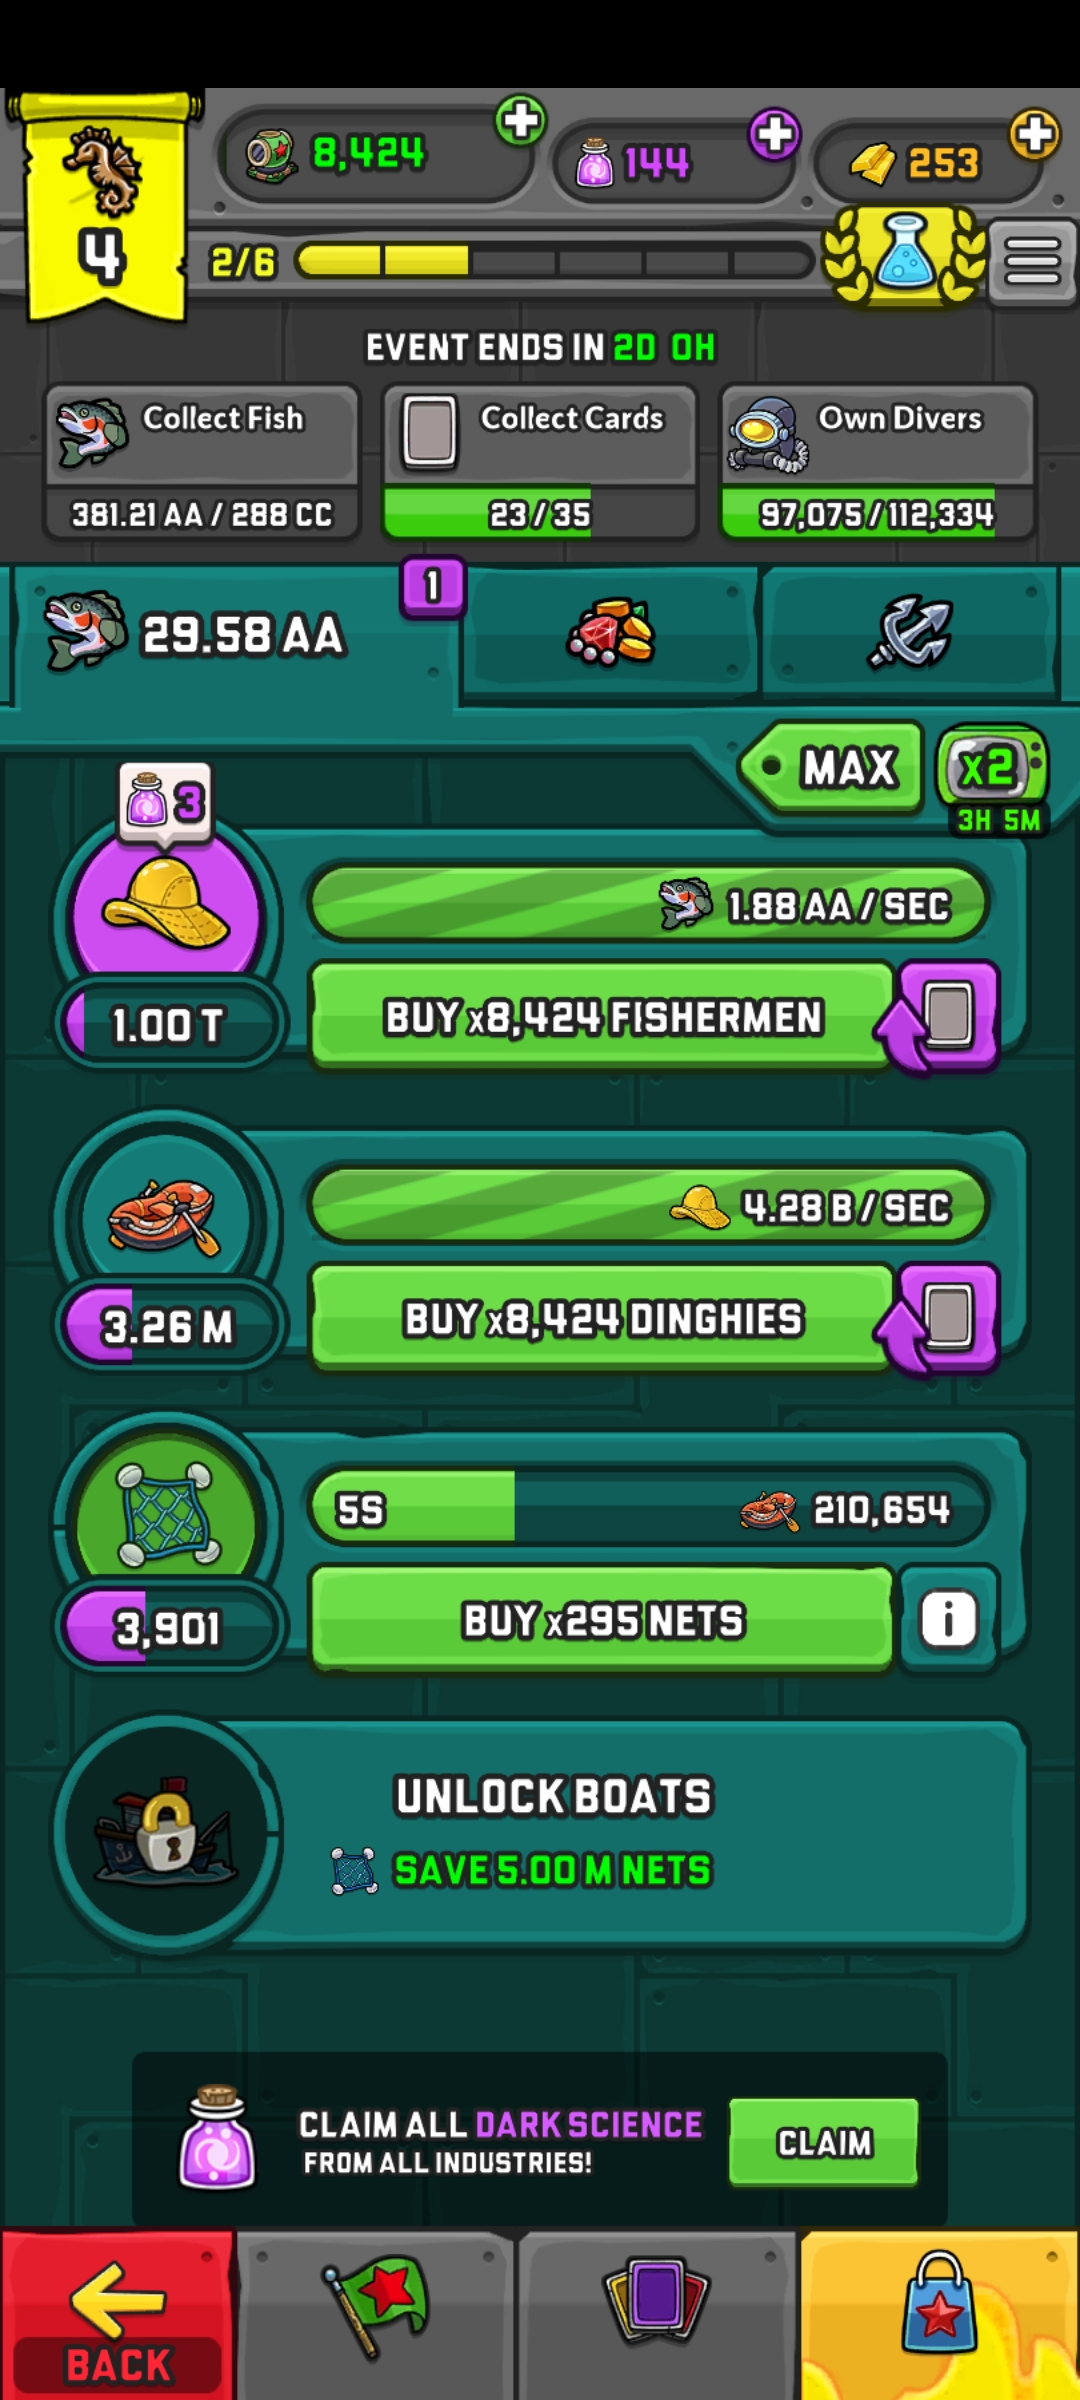 4
8,424
144
253
2/6
EVENT ENDS IN 2D 0H
Collect Fish
381.21 AA / 288 CC
Collect Cards
23 / 35
Own Divers
97,075 / 112,334
29.58 AA
1
MAX
x2
3H 5M
3
1.88 AA / SEC
1.00 T
BUY x8,424 FISHERMEN
4.28 B / SEC
3.26 M
BUY x8,424 DINGHIES
5S
210,654
3,901
BUY x295 NETS
i
UNLOCK BOATS
SAVE 5.00 M NETS
CLAIM ALL DARK SCIENCE
FROM ALL INDUSTRIES!
CLAIM
BACK